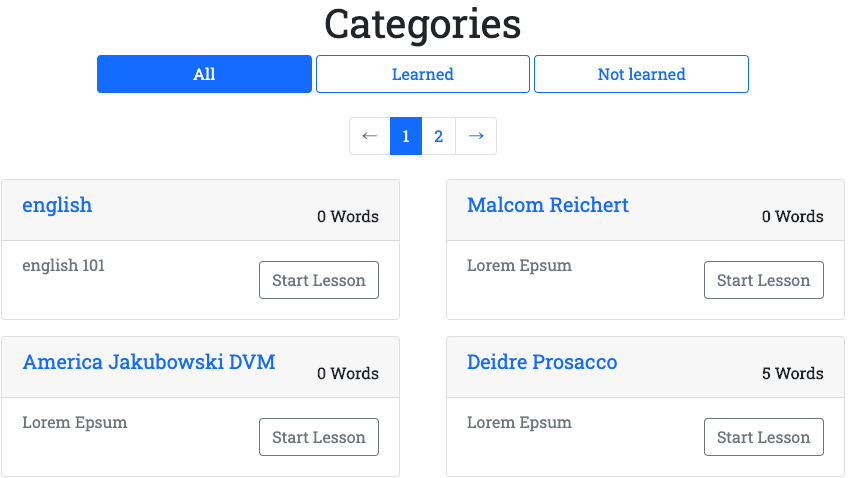 Categories
All Learned Not learned
← 1 2 →
english 0 Words
english 101 Start Lesson
Malcom Reichert 0 Words
Lorem Epsum Start Lesson
America Jakubowski DVM 0 Words
Lorem Epsum Start Lesson
Deidre Prosacco 5 Words
Lorem Epsum Start Lesson